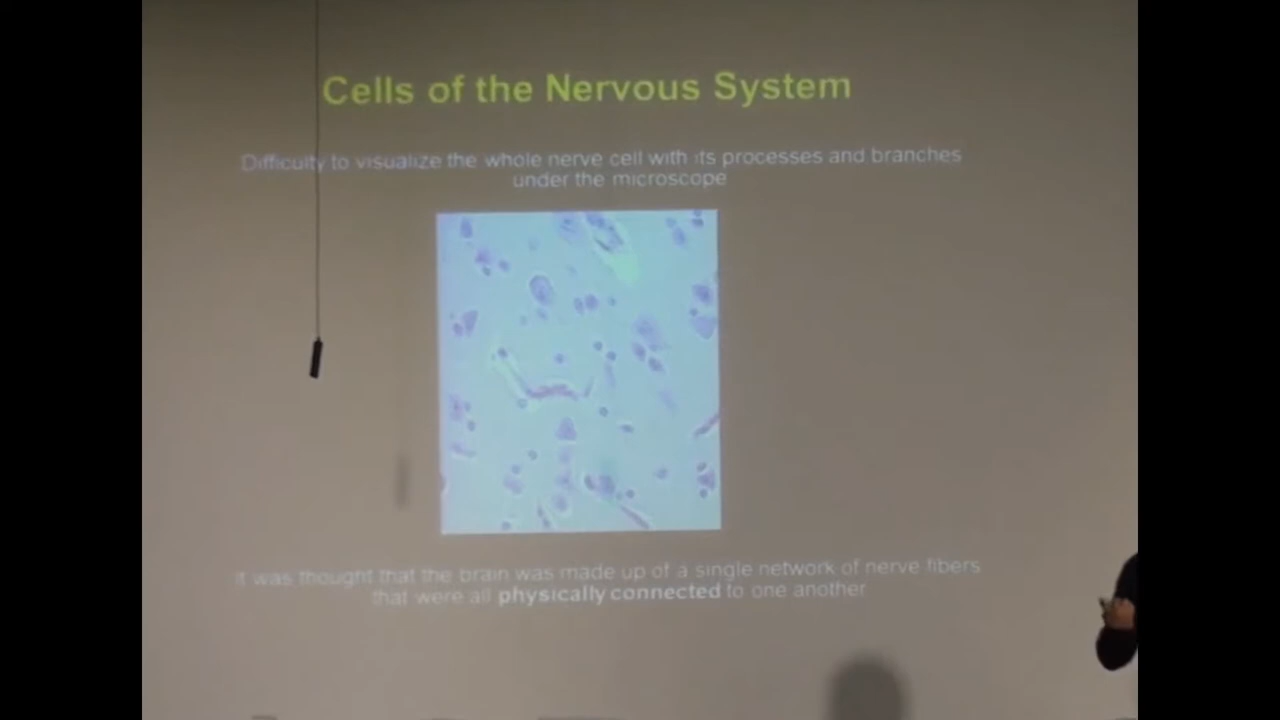 Cells of the Nervous System
Difficulty to visualize the whole nerve cell with its processes and branches
under the microscope
It was thought that the brain was made up of a single network of nerve fibers
that were all physically connected to one another